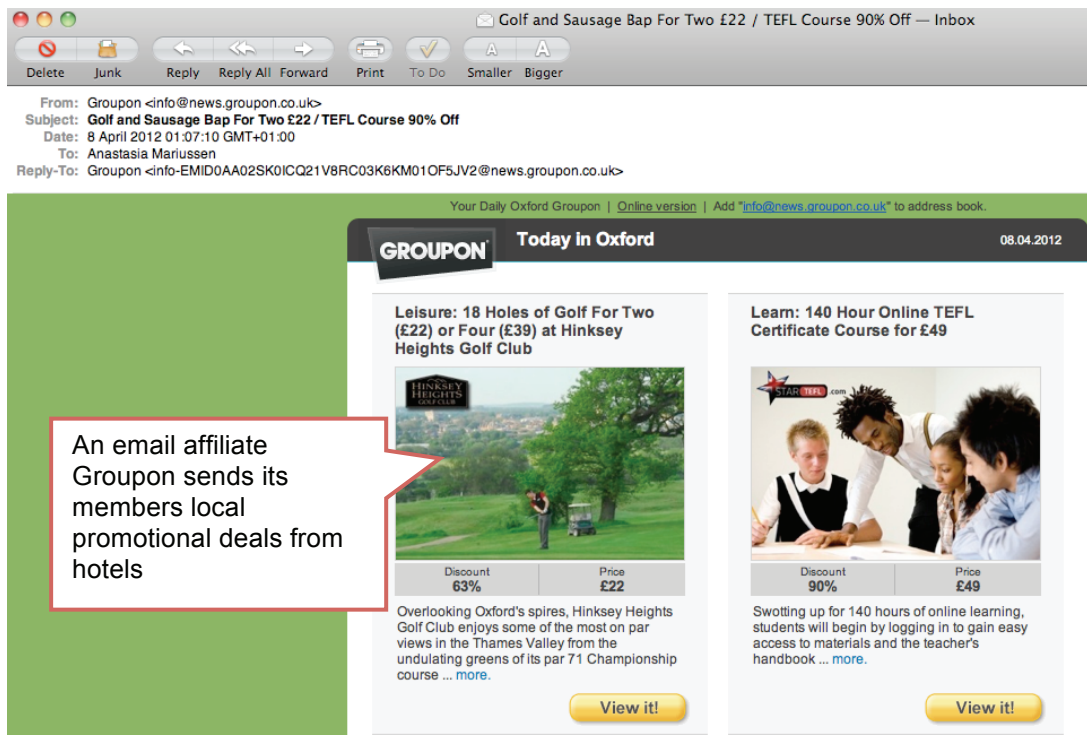 Golf and Sausage Bap For Two £22 / TEFL Course 90% Off — Inbox
Delete Junk Reply Reply All Forward Print To Do Smaller Bigger
From: Groupon <info@news.groupon.co.uk>
Subject: Golf and Sausage Bap For Two £22 / TEFL Course 90% Off
Date: 8 April 2012 01:07:10 GMT+01:00
To: Anastasia Mariussen
Reply-To: Groupon <info-EMID0AA02SK0ICQ21V8RC03K6KM01OF5JV2@news.groupon.co.uk>
Your Daily Oxford Groupon | Online version | Add "info@news.groupon.co.uk" to address book.
GROUPON
Today in Oxford
08.04.2012
Leisure: 18 Holes of Golf For Two
(£22) or Four (£39) at Hinksey
Heights Golf Club
HINKSEY
HEIGHTS
GOLF CLUB
Discount Price
63% £22
Overlooking Oxford's spires, Hinksey Heights
Golf Club enjoys some of the most on par
views in the Thames Valley from the
undulating greens of its par 71 Championship
course ... more.
View it!
Learn: 140 Hour Online TEFL
Certificate Course for £49
STAR TEFL .com
Discount Price
90% £49
Swotting up for 140 hours of online learning,
students will begin by logging in to gain easy
access to materials and the teacher's
handbook ... more.
View it!
An email affiliate
Groupon sends its
members local
promotional deals from
hotels